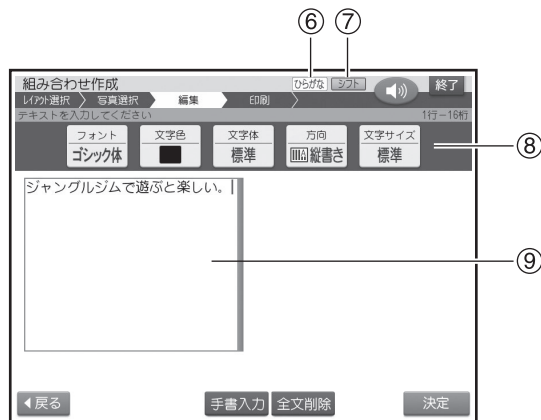 ⑥ ⑦
組み合わせ作成 ひらがな シフト 終了
ﾚｲｱｳﾄ選択 写真選択 編集 印刷
テキストを入力してください 1行-16桁
フォント 文字色 文字体 方向 文字サイズ
ゴシック体 標準 縦書き 標準
⑧
ジャングルジムで遊ぶと楽しい。
⑨
戻る 手書入力 全文削除 決定